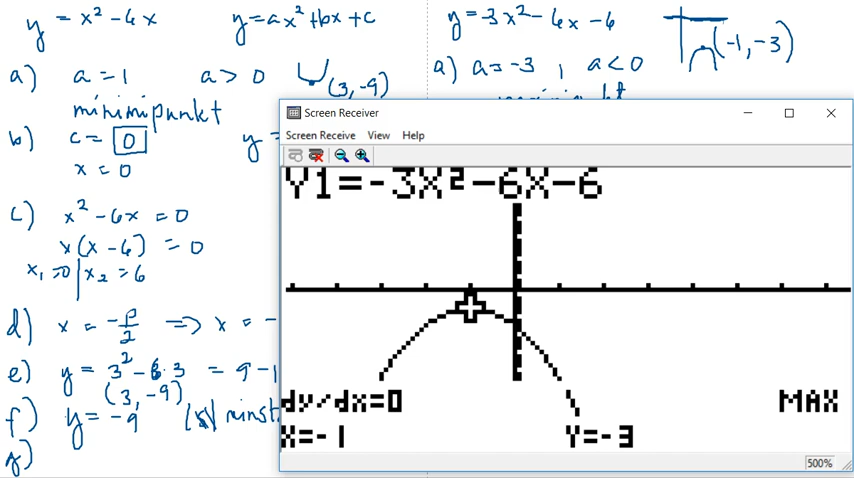 y = x² - 6x
y = ax² + bx + c
a) a = 1 a > 0 (3, -9)
minimipunkt
b) c = 0 y =
x = 0
c) x² - 6x = 0
x(x - 6) = 0
x₁ = 0 | x₂ = 6
d) x = -p/2 ⇒ x = -
e) y = 3² - 6·3 = 9 - 1
(3, -9)
f) y = -9
g)
y = -3x² - 6x - 6
(-1, -3)
a) a = -3, a < 0
Screen Receiver
Screen Receive View Help
Y1=-3X²-6X-6
dy/dx=0 MAX
X=-1 Y=-3
500%